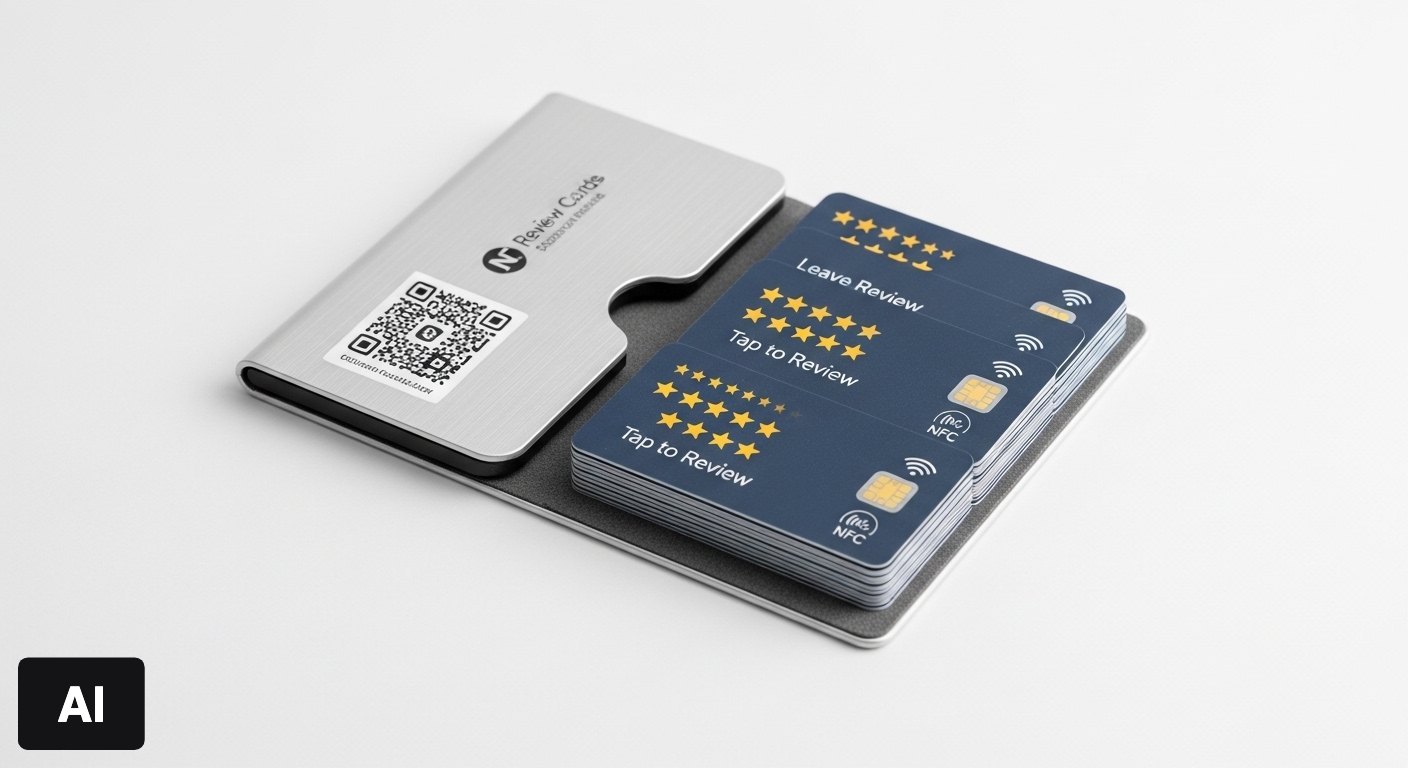 Review Cards
Leave Review
Tap to Review
NFC
Tap to Review
NFC
AI